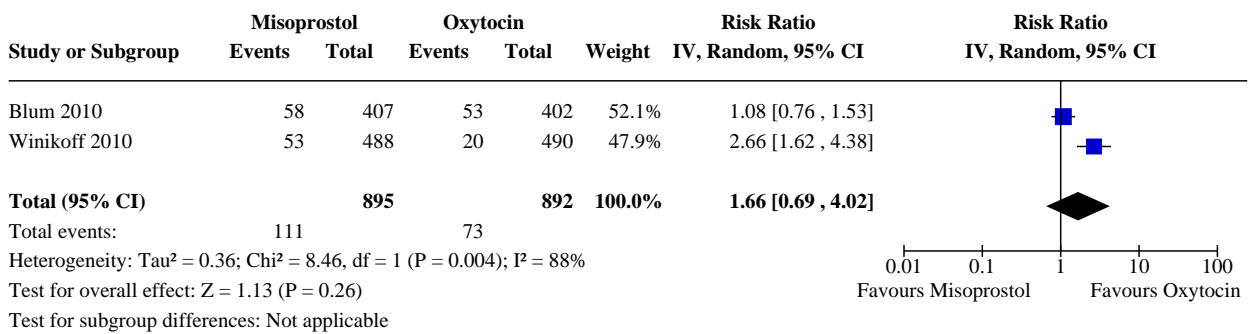 Misoprostol Oxytocin Risk Ratio Risk Ratio
Study or Subgroup Events Total Events Total Weight IV, Random, 95% CI IV, Random, 95% CI
Blum 2010 58 407 53 402 52.1% 1.08 [0.76 , 1.53]
Winikoff 2010 53 488 20 490 47.9% 2.66 [1.62 , 4.38]
Total (95% CI) 895 892 100.0% 1.66 [0.69 , 4.02]
Total events: 111 73
Heterogeneity: Tau² = 0.36; Chi² = 8.46, df = 1 (P = 0.004); I² = 88%
0.01 0.1 1 10 100
Test for overall effect: Z = 1.13 (P = 0.26)
Favours Misoprostol Favours Oxytocin
Test for subgroup differences: Not applicable